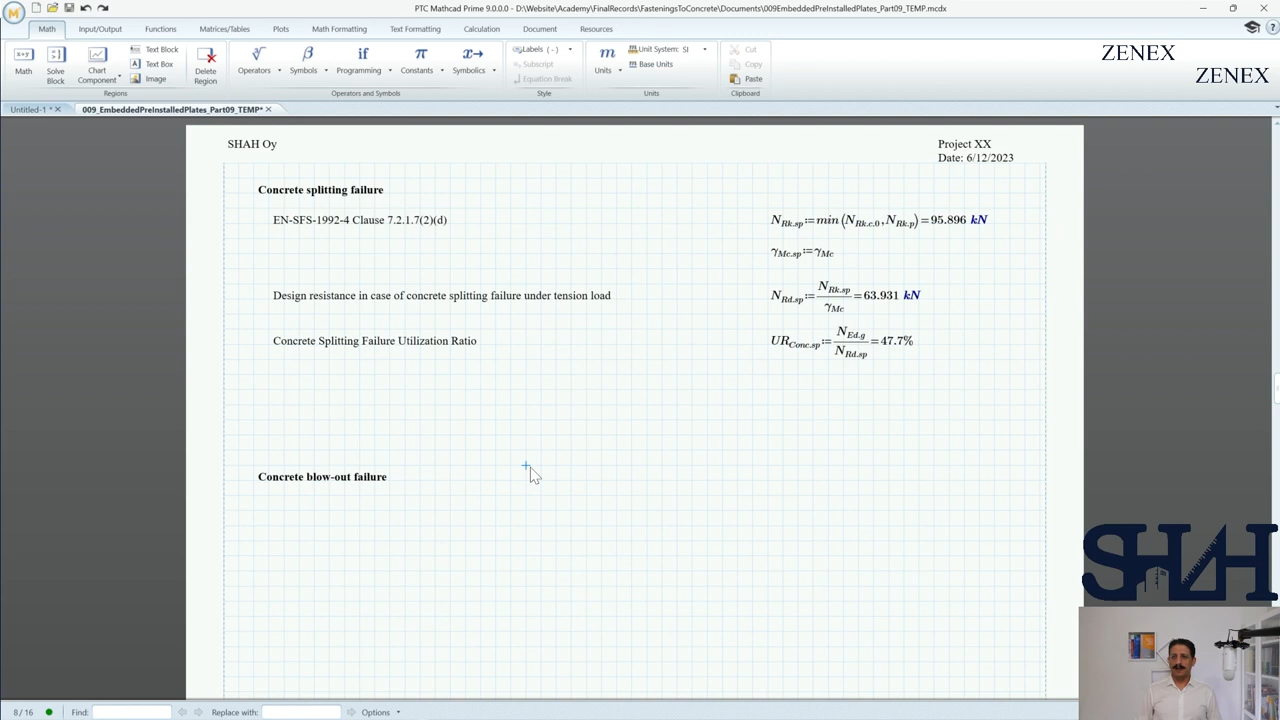 PTC Mathcad Prime 9.0.0.0 - D:\Website\Academy\FinalRecords\FasteningsToConcrete\Documents\009EmbeddedPreInstalledPlates_Part09_TEMP.mcdx
Math Input/Output Functions Matrices/Tables Plots Math Formatting Text Formatting Calculation Document Resources
Math
Solve Block
Chart Component
Text Block
Text Box
Image
Delete Region
Operators
Symbols
Programming
Constants
Symbolics
Labels ( - )
Subscript
Equation Break
Units
Unit System: SI
Base Units
Cut
Copy
Paste
Regions Operators and Symbols Style Units Clipboard
ZENEX
ZENEX
Untitled-1 * 009_EmbeddedPreInstalledPlates_Part09_TEMP*
SHAH Oy
Project XX
Date: 6/12/2023
Concrete splitting failure
EN-SFS-1992-4 Clause 7.2.1.7(2)(d) N_Rk.sp := min (N_Rk.c.0, N_Rk.p) = 95.896 kN
γ_Mc.sp := γ_Mc
Design resistance in case of concrete splitting failure under tension load N_Rd.sp := N_Rk.sp / γ_Mc = 63.931 kN
Concrete Splitting Failure Utilization Ratio UR_Conc.sp := N_Ed.g / N_Rd.sp = 47.7%
Concrete blow-out failure
SHAH
8 / 16 Find: Replace with: Options